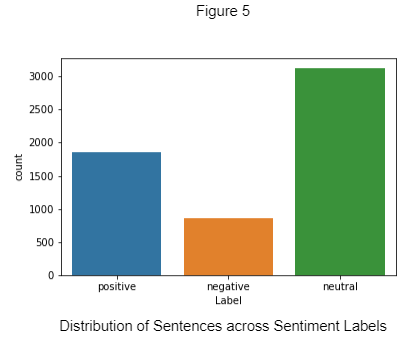 Figure 5
3000
2500
2000
1500
1000
500
0
count
positive negative neutral
Label
Distribution of Sentences across Sentiment Labels